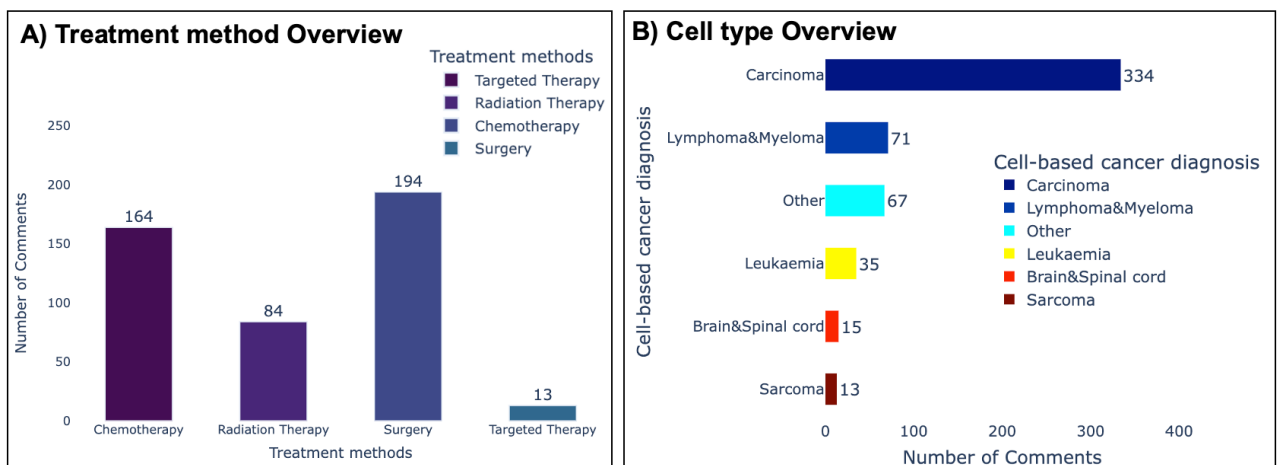 A) Treatment method Overview
Treatment methods
Targeted Therapy
Radiation Therapy
Chemotherapy
Surgery
Number of Comments
250
200
150
100
50
0
164
84
194
13
Chemotherapy
Radiation Therapy
Surgery
Targeted Therapy
Treatment methods
B) Cell type Overview
Cell-based cancer diagnosis
Carcinoma
334
Lymphoma&Myeloma
71
Other
67
Leukaemia
35
Brain&Spinal cord
15
Sarcoma
13
Cell-based cancer diagnosis
Carcinoma
Lymphoma&Myeloma
Other
Leukaemia
Brain&Spinal cord
Sarcoma
0
100
200
300
400
Number of Comments